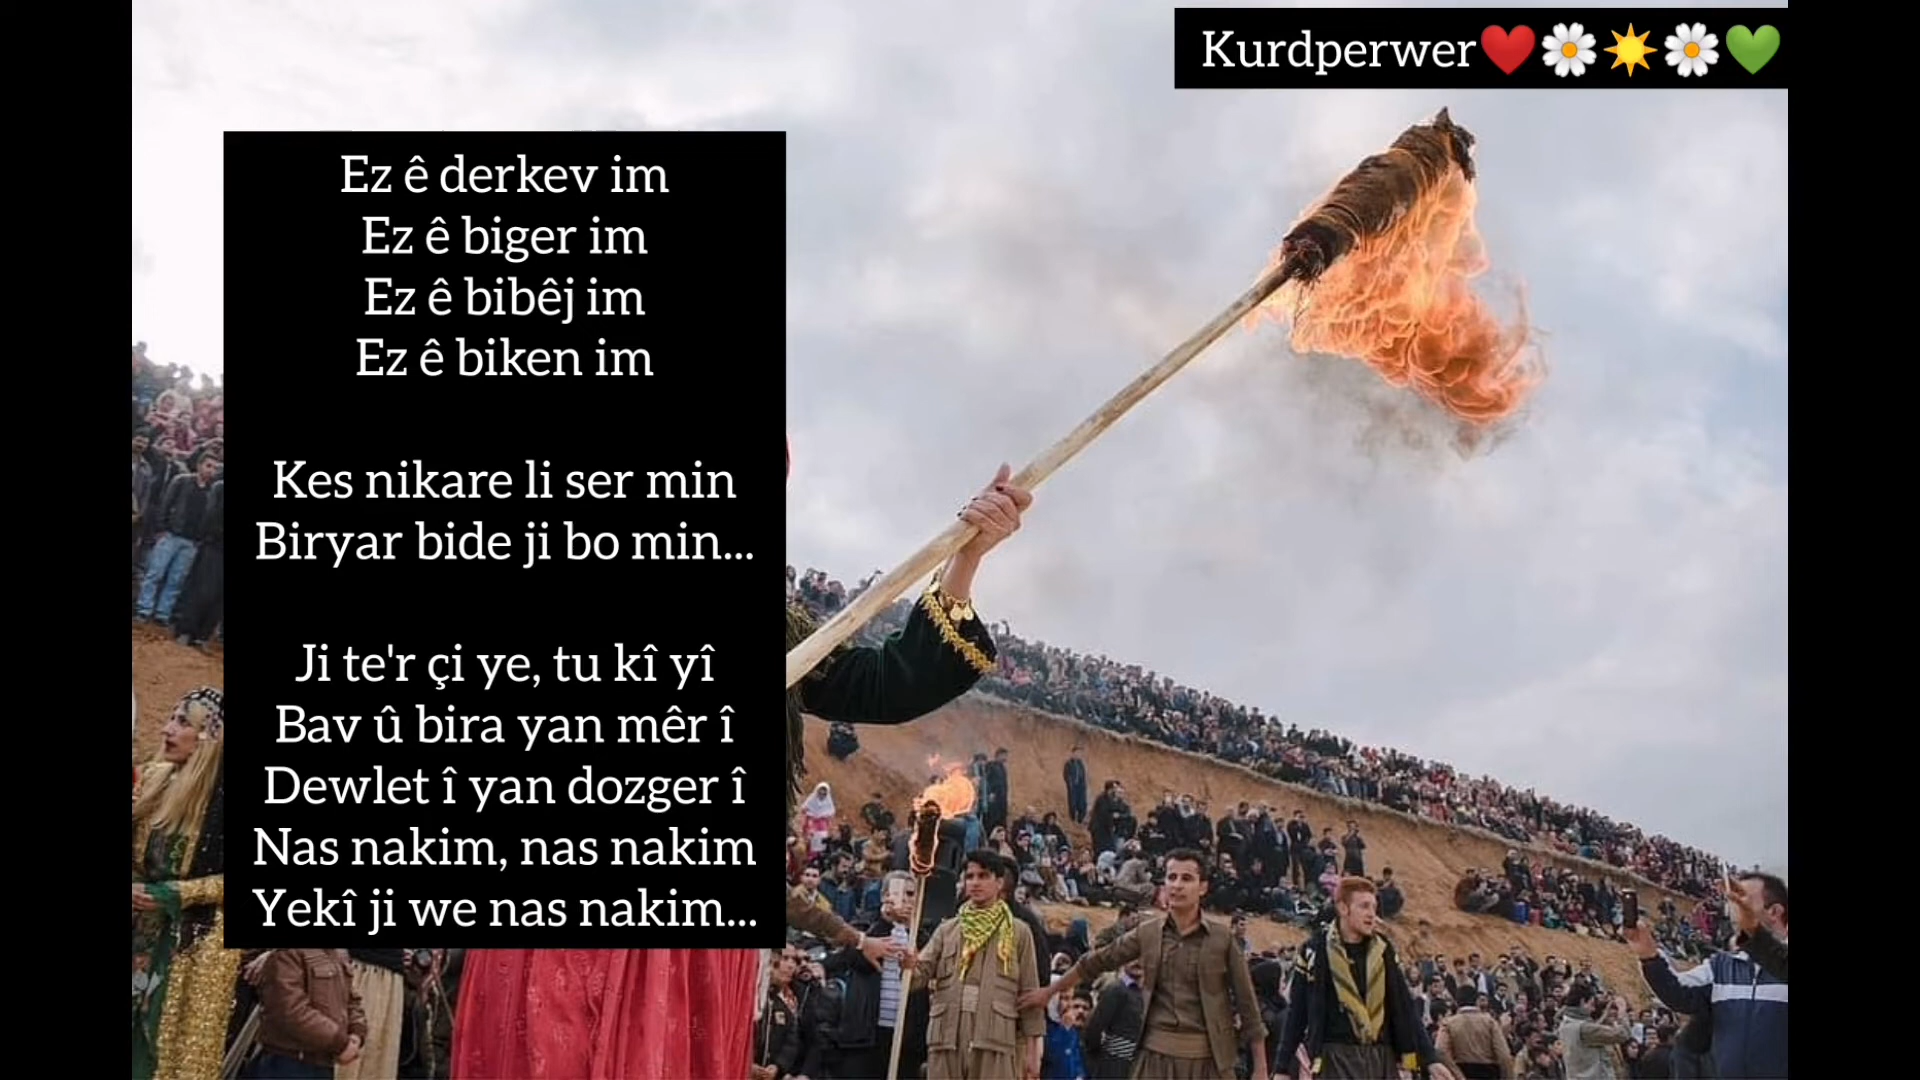 Kurdperwer❤️🌼☀️🌼💚
Ez ê derkev im
Ez ê biger im
Ez ê bibêj im
Ez ê biken im
Kes nikare li ser min
Biryar bide ji bo min...
Ji te'r çi ye, tu kî yî
Bav û bira yan mêr î
Dewlet î yan dozger î
Nas nakim, nas nakim
Yekî ji we nas nakim...